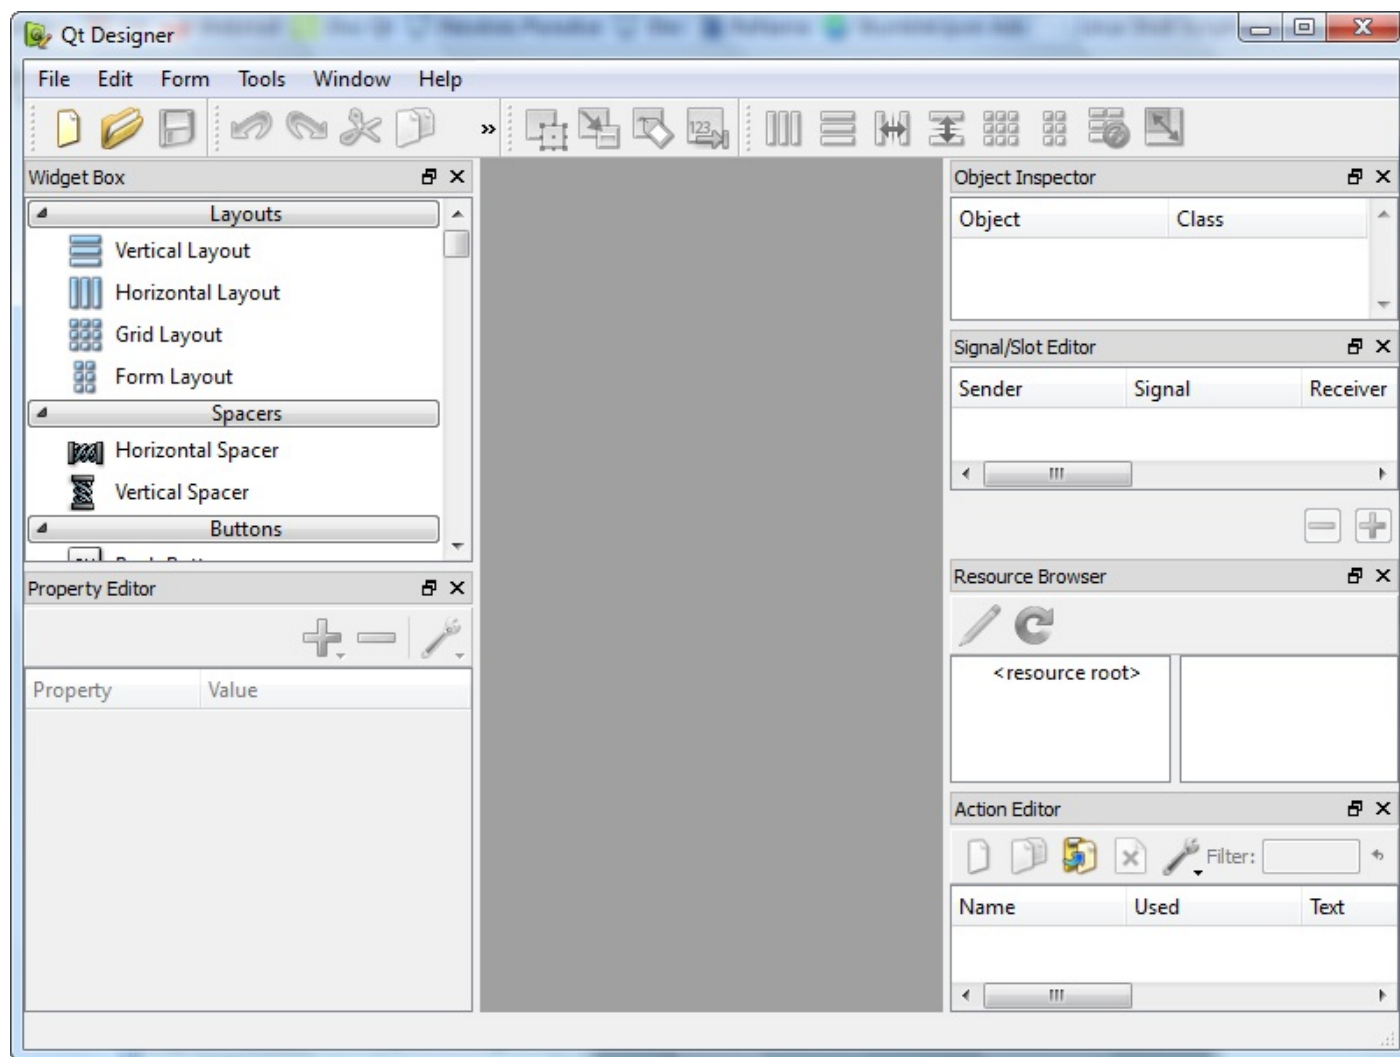 Qt Designer
File Edit Form Tools Window Help
123
Widget Box
Layouts
Vertical Layout
Horizontal Layout
Grid Layout
Form Layout
Spacers
Horizontal Spacer
Vertical Spacer
Buttons
Property Editor
Property Value
Object Inspector
Object Class
Signal/Slot Editor
Sender Signal Receiver
Resource Browser
<resource root>
Action Editor
Filter:
Name Used Text